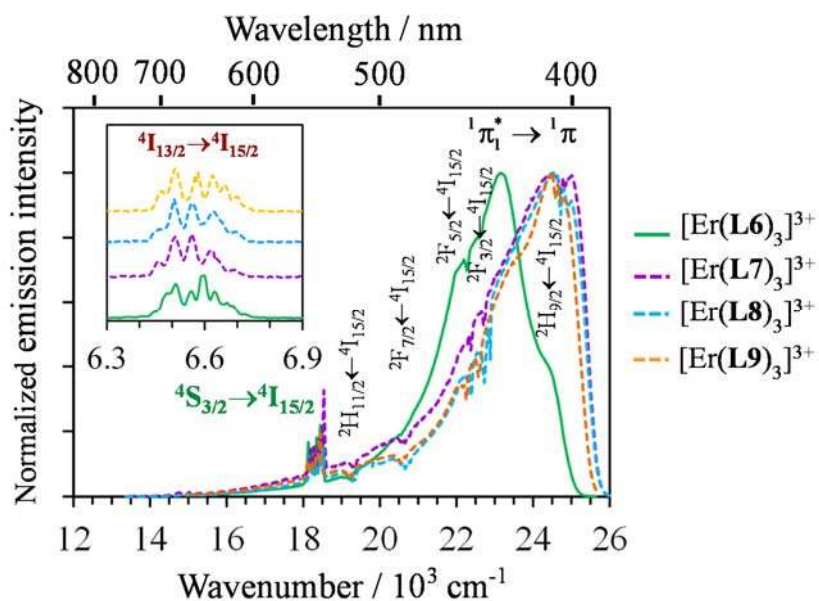 Wavelength / nm
800 700 600 500 400
⁴I₁₃/₂→⁴I₁₅/₂
¹π₁* → ¹π
6.3 6.6 6.9
⁴S₃/₂→⁴I₁₅/₂
²H₁₁/₂←⁴I₁₅/₂
²F₇/₂←⁴I₁₅/₂
²F₅/₂←⁴I₁₅/₂
²F₃/₂←⁴I₁₅/₂
²H₉/₂←⁴I₁₅/₂
[Er(L6)₃]³⁺
[Er(L7)₃]³⁺
[Er(L8)₃]³⁺
[Er(L9)₃]³⁺
Normalized emission intensity
12 14 16 18 20 22 24 26
Wavenumber / 10³ cm⁻¹